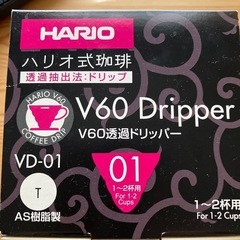 HARIO
ハリオ式珈琲
透過抽出法:ドリップ
HARIO V60
COFFEE DRIP
V60 Dripper
V60透過ドリッパー
VD-01
T
AS樹脂製
01
1〜2杯用
For 1-2
Cups
1〜2杯用
For 1-2 Cups